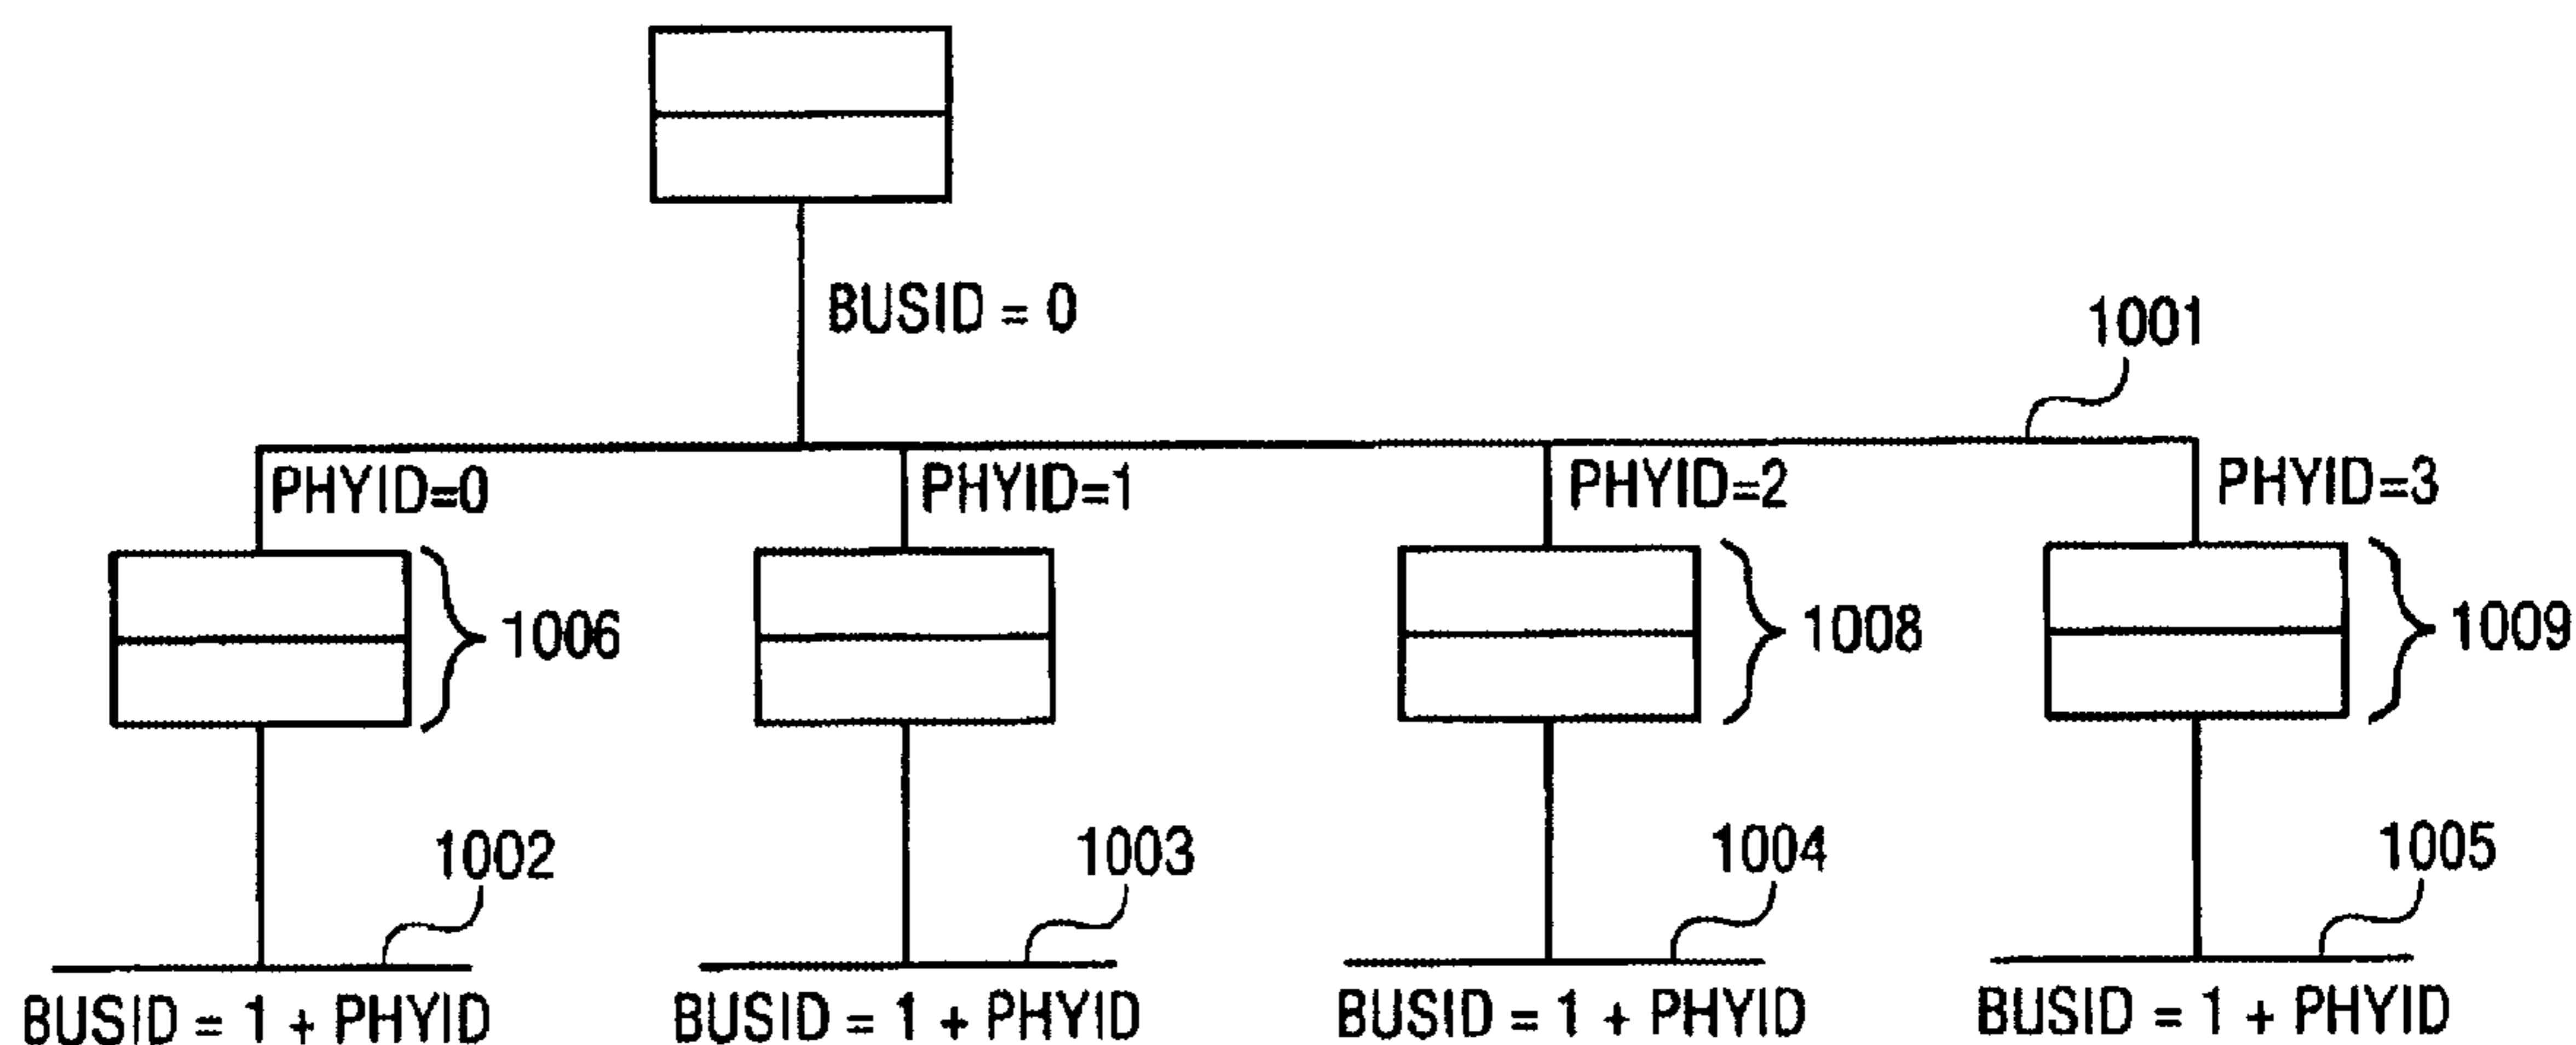 BUSID = 0
1001
PHYID=0
PHYID=1
PHYID=2
PHYID=3
1006
1008
1009
1002
1003
1004
1005
BUSID = 1 + PHYID
BUSID = 1 + PHYID
BUSID = 1 + PHYID
BUSID = 1 + PHYID